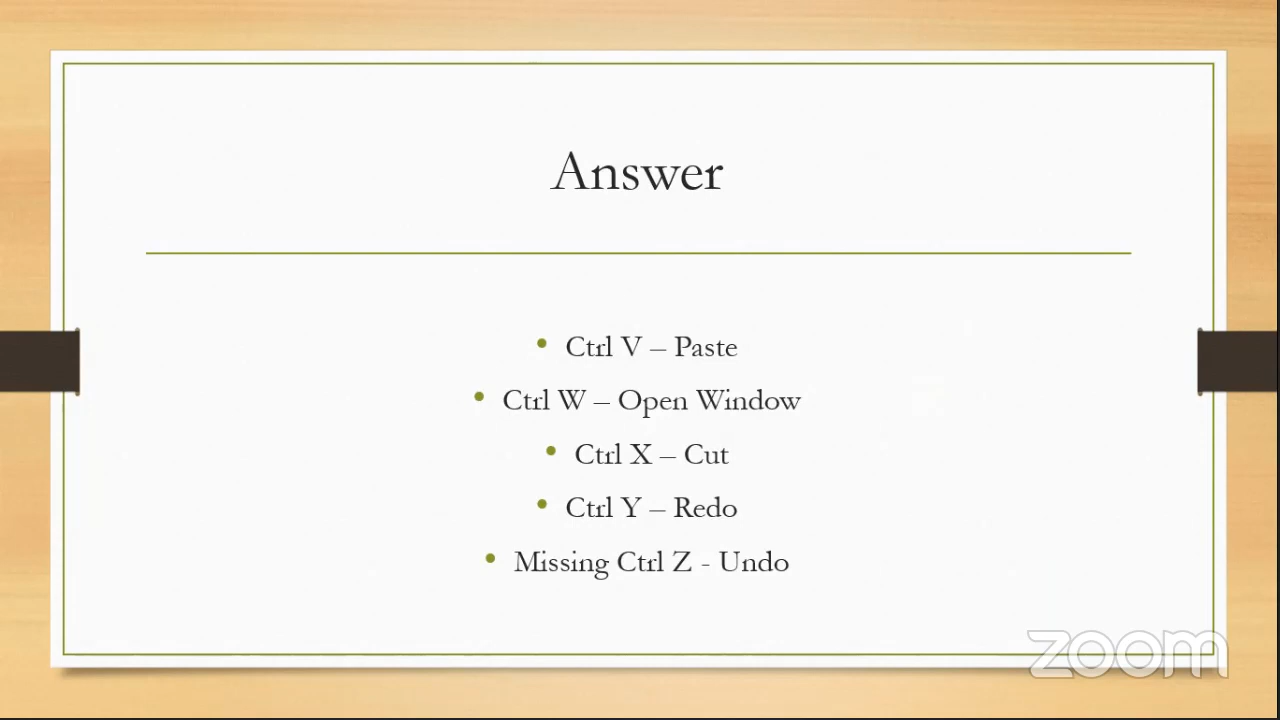 Answer
Ctrl V – Paste
Ctrl W – Open Window
Ctrl X – Cut
Ctrl Y – Redo
Missing Ctrl Z - Undo
zoom